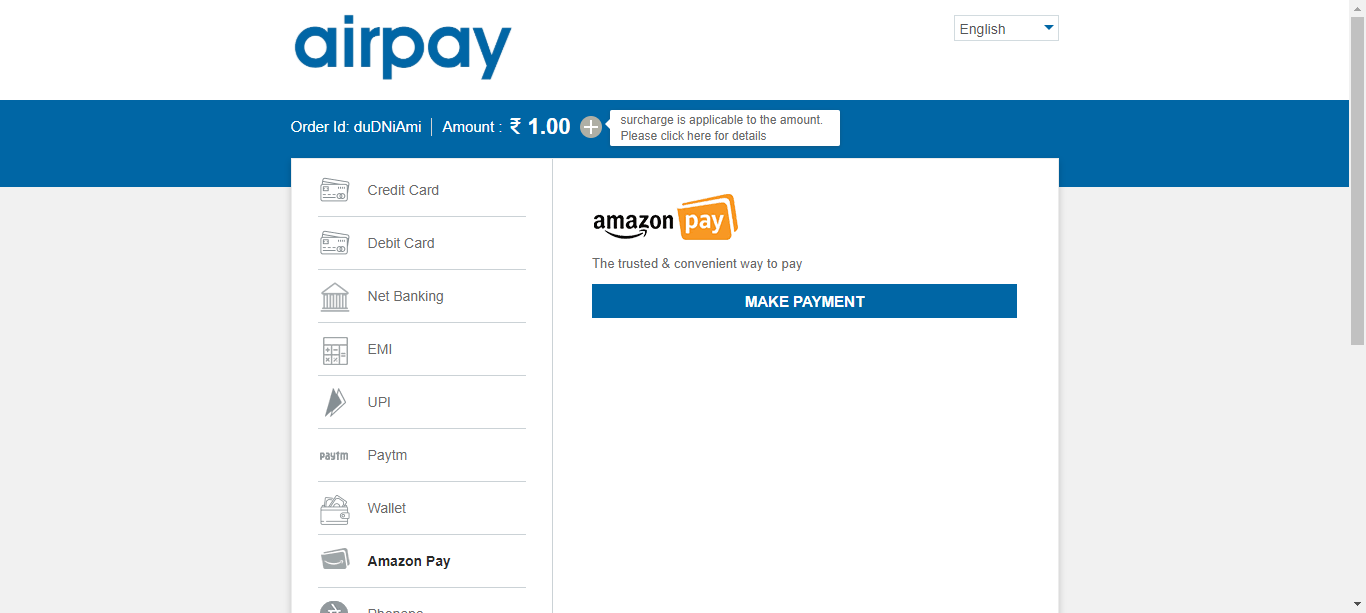 airpay
English
Order Id: duDNiAmi
Amount : ₹ 1.00
surcharge is applicable to the amount.
Please click here for details
Credit Card
Debit Card
Net Banking
EMI
UPI
Paytm
Paytm
Wallet
Amazon Pay
Phonepe
amazon pay
The trusted & convenient way to pay
MAKE PAYMENT